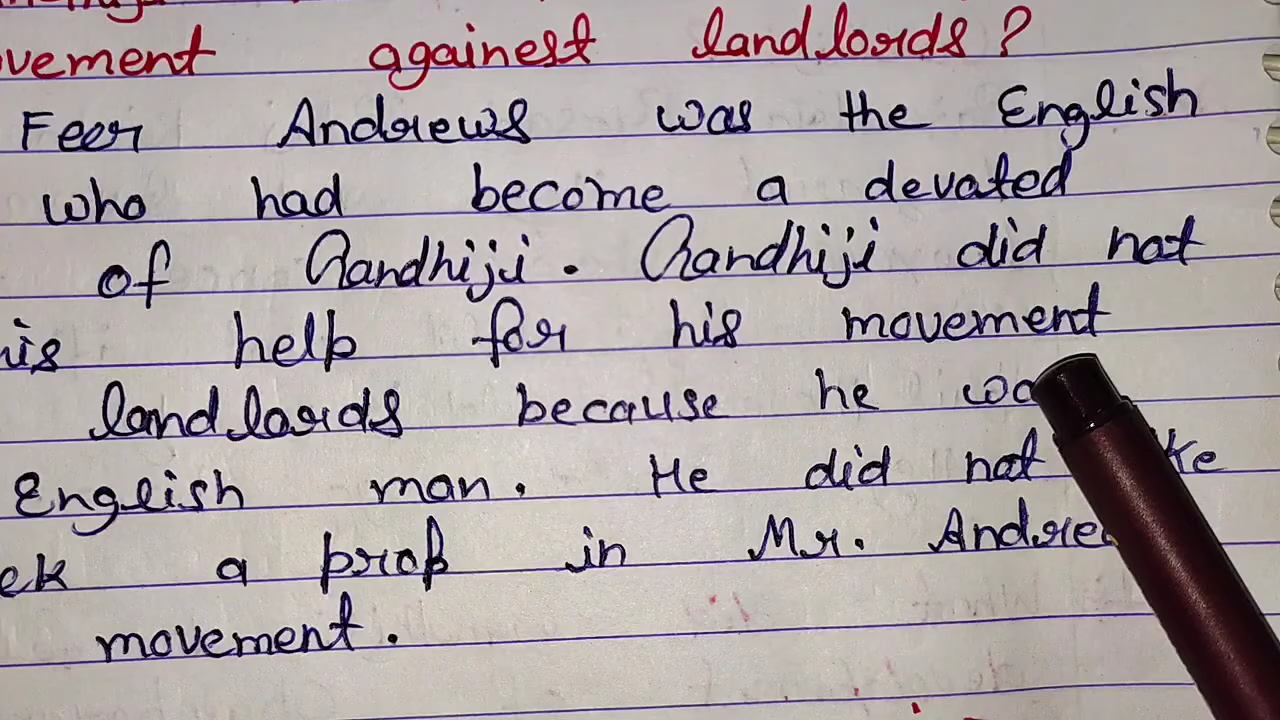 vement againest landlords?
Feer Andrews was the English
who had become a devated
of Gandhiji. Gandhiji did not
is help for his movement
landlords because he
English man. He did not
ek a prop in Mr.
movement.